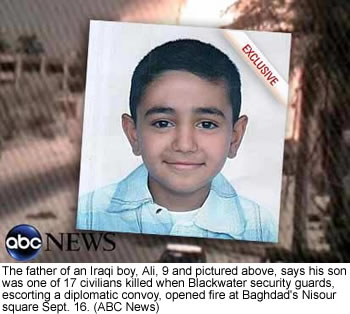 EXCLUSIVE
abc NEWS
The father of an Iraqi boy, Ali, 9 and pictured above, says his son
was one of 17 civilians killed when Blackwater security guards,
escorting a diplomatic convoy, opened fire at Baghdad's Nisour
square Sept. 16. (ABC News)